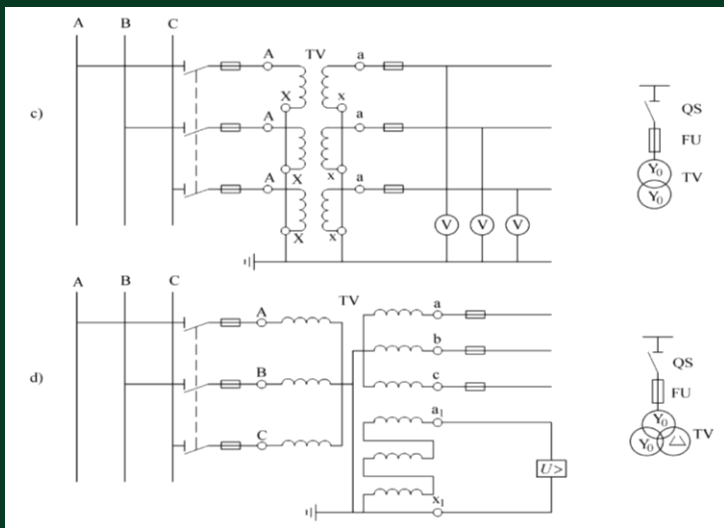 A B C
A TV a
X x
c)
A a
QS
FU
Y₀ TV
Y₀
X x
A a
X x
V V V
A B C
A TV a
b
QS
d)
B c
FU
a₁
Y₀
Y₀ △ TV
C
U>
x₁